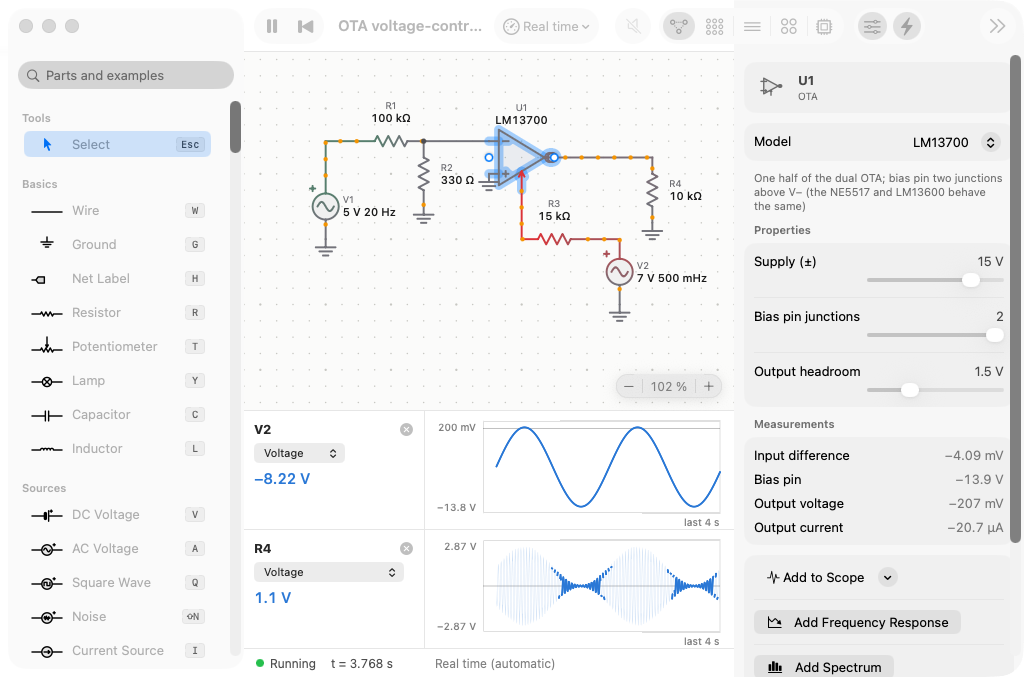 OTA voltage-contr...
Real time
Parts and examples
Tools
Select Esc
Basics
Wire W
Ground G
Net Label H
Resistor R
Potentiometer T
Lamp Y
Capacitor C
Inductor L
Sources
DC Voltage V
AC Voltage A
Square Wave Q
Noise ⇧N
Current Source I
R1
100 kΩ
U1
LM13700
R2
330 Ω
V1
5 V 20 Hz
R3
15 kΩ
R4
10 kΩ
V2
7 V 500 mHz
− 102 % +
V2
Voltage
−8.22 V
200 mV
−13.8 V
last 4 s
R4
Voltage
1.1 V
2.87 V
−2.87 V
last 4 s
Running t = 3.768 s Real time (automatic)
U1
OTA
Model LM13700
One half of the dual OTA; bias pin two junctions
above V− (the NE5517 and LM13600 behave
the same)
Properties
Supply (±) 15 V
Bias pin junctions 2
Output headroom 1.5 V
Measurements
Input difference −4.09 mV
Bias pin −13.9 V
Output voltage −207 mV
Output current −20.7 µA
Add to Scope
Add Frequency Response
Add Spectrum